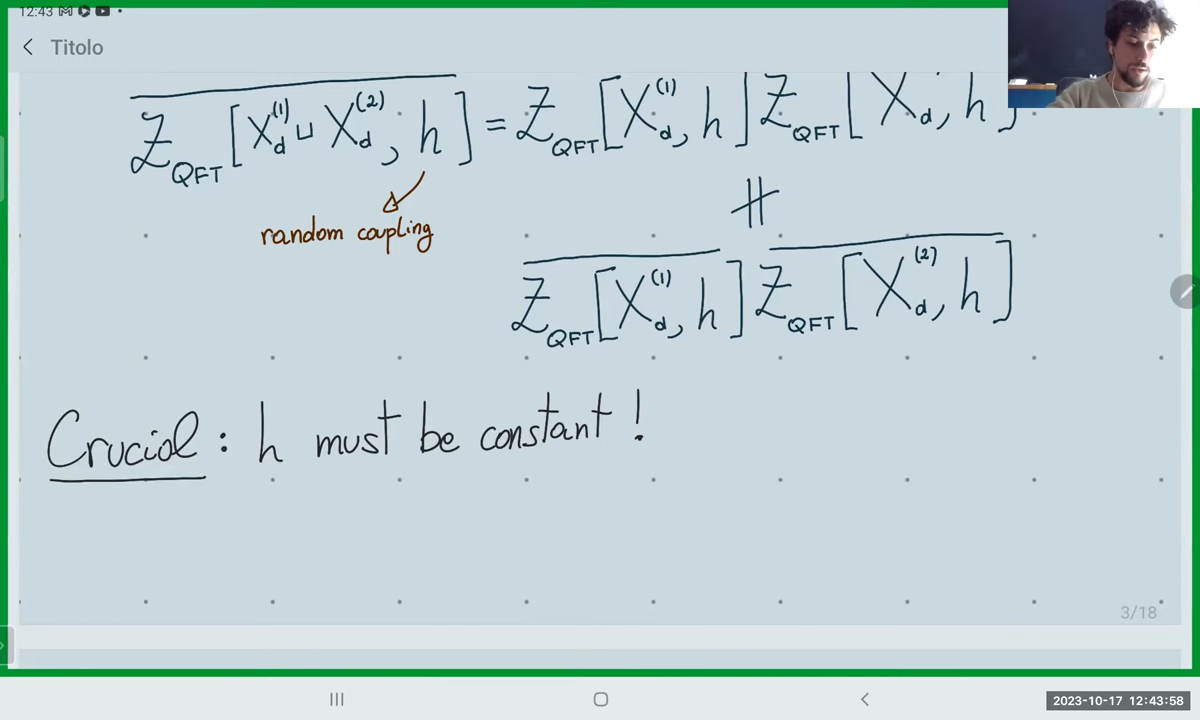 12:43
Titolo
Z_QFT [X_d^(1) ⊔ X_d^(2), h] = Z_QFT [X_d^(1), h] Z_QFT [X_d, h]
random coupling
≠
Z_QFT [X_d^(1), h] Z_QFT [X_d^(2), h]
Crucial : h must be constant !
3/18
2023-10-17 12:43:58